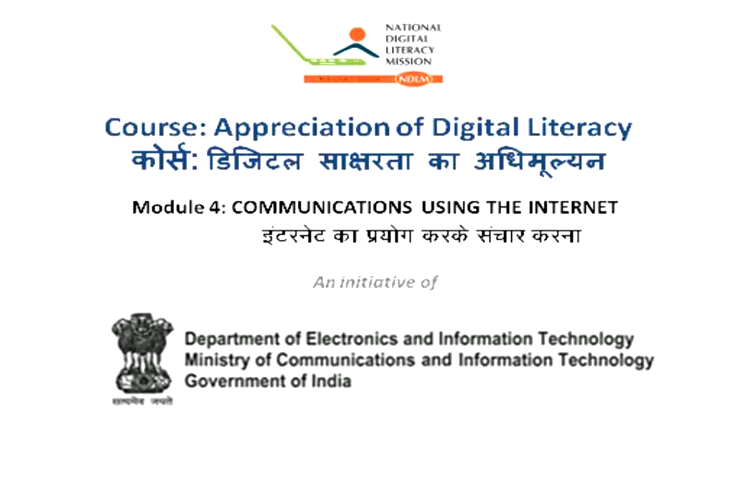 NATIONAL
DIGITAL
LITERACY
MISSION
NDLM
Course: Appreciation of Digital Literacy
कोर्स: डिजिटल साक्षरता का अधिमूल्यन
Module 4: COMMUNICATIONS USING THE INTERNET
इंटरनेट का प्रयोग करके संचार करना
An initiative of
Department of Electronics and Information Technology
Ministry of Communications and Information Technology
Government of India
सत्यमेव जयते